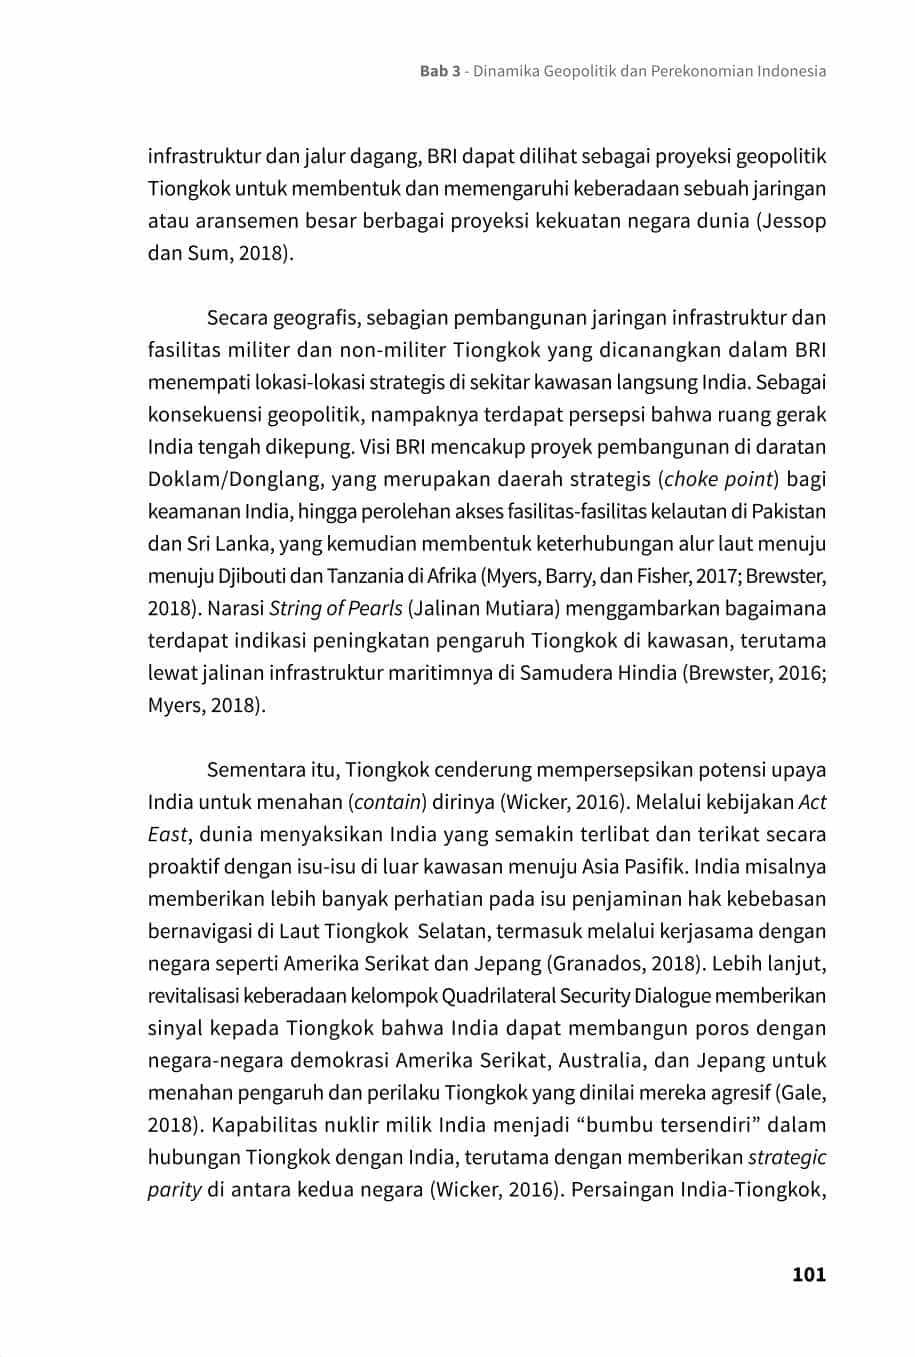 Bab 3 - Dinamika Geopolitik dan Perekonomian Indonesia
infrastruktur dan jalur dagang, BRI dapat dilihat sebagai proyeksi geopolitik
Tiongkok untuk membentuk dan memengaruhi keberadaan sebuah jaringan
atau aransemen besar berbagai proyeksi kekuatan negara dunia (Jessop
dan Sum, 2018).
Secara geografis, sebagian pembangunan jaringan infrastruktur dan
fasilitas militer dan non-militer Tiongkok yang dicanangkan dalam BRI
menempati lokasi-lokasi strategis di sekitar kawasan langsung India. Sebagai
konsekuensi geopolitik, nampaknya terdapat persepsi bahwa ruang gerak
India tengah dikepung. Visi BRI mencakup proyek pembangunan di daratan
Doklam/Donglang, yang merupakan daerah strategis (choke point) bagi
keamanan India, hingga perolehan akses fasilitas-fasilitas kelautan di Pakistan
dan Sri Lanka, yang kemudian membentuk keterhubungan alur laut menuju
menuju Djibouti dan Tanzania di Afrika (Myers, Barry, dan Fisher, 2017; Brewster,
2018). Narasi String of Pearls (Jalinan Mutiara) menggambarkan bagaimana
terdapat indikasi peningkatan pengaruh Tiongkok di kawasan, terutama
lewat jalinan infrastruktur maritimnya di Samudera Hindia (Brewster, 2016;
Myers, 2018).
Sementara itu, Tiongkok cenderung mempersepsikan potensi upaya
India untuk menahan (contain) dirinya (Wicker, 2016). Melalui kebijakan Act
East, dunia menyaksikan India yang semakin terlibat dan terikat secara
proaktif dengan isu-isu di luar kawasan menuju Asia Pasifik. India misalnya
memberikan lebih banyak perhatian pada isu penjaminan hak kebebasan
bernavigasi di Laut Tiongkok  Selatan, termasuk melalui kerjasama dengan
negara seperti Amerika Serikat dan Jepang (Granados, 2018). Lebih lanjut,
revitalisasi keberadaan kelompok Quadrilateral Security Dialogue memberikan
sinyal kepada Tiongkok bahwa India dapat membangun poros dengan
negara-negara demokrasi Amerika Serikat, Australia, dan Jepang untuk
menahan pengaruh dan perilaku Tiongkok yang dinilai mereka agresif (Gale,
2018). Kapabilitas nuklir milik India menjadi “bumbu tersendiri” dalam
hubungan Tiongkok dengan India, terutama dengan memberikan strategic
parity di antara kedua negara (Wicker, 2016). Persaingan India-Tiongkok,
101